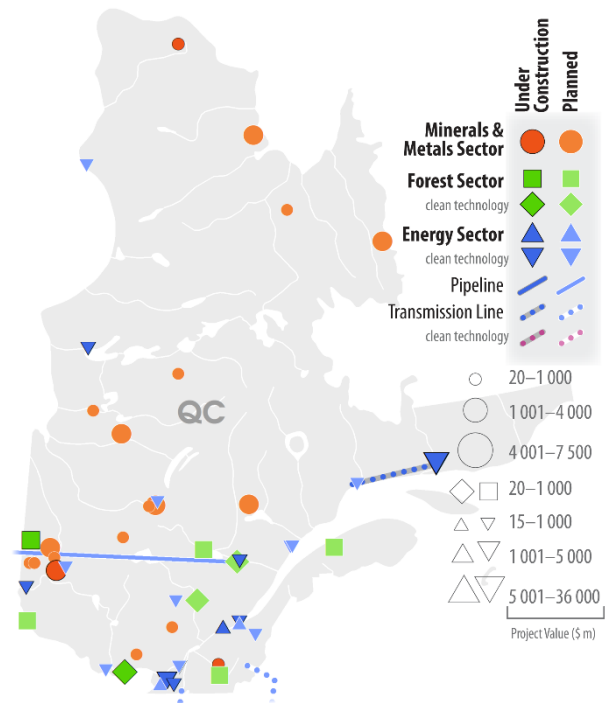 Under
Construction
Planned
Minerals &
Metals Sector
Forest Sector
clean technology
Energy Sector
clean technology
Pipeline
Transmission Line
clean technology
20–1 000
1 001–4 000
4 001–7 500
20–1 000
15–1 000
1 001–5 000
5 001–36 000
Project Value ($ m)
QC